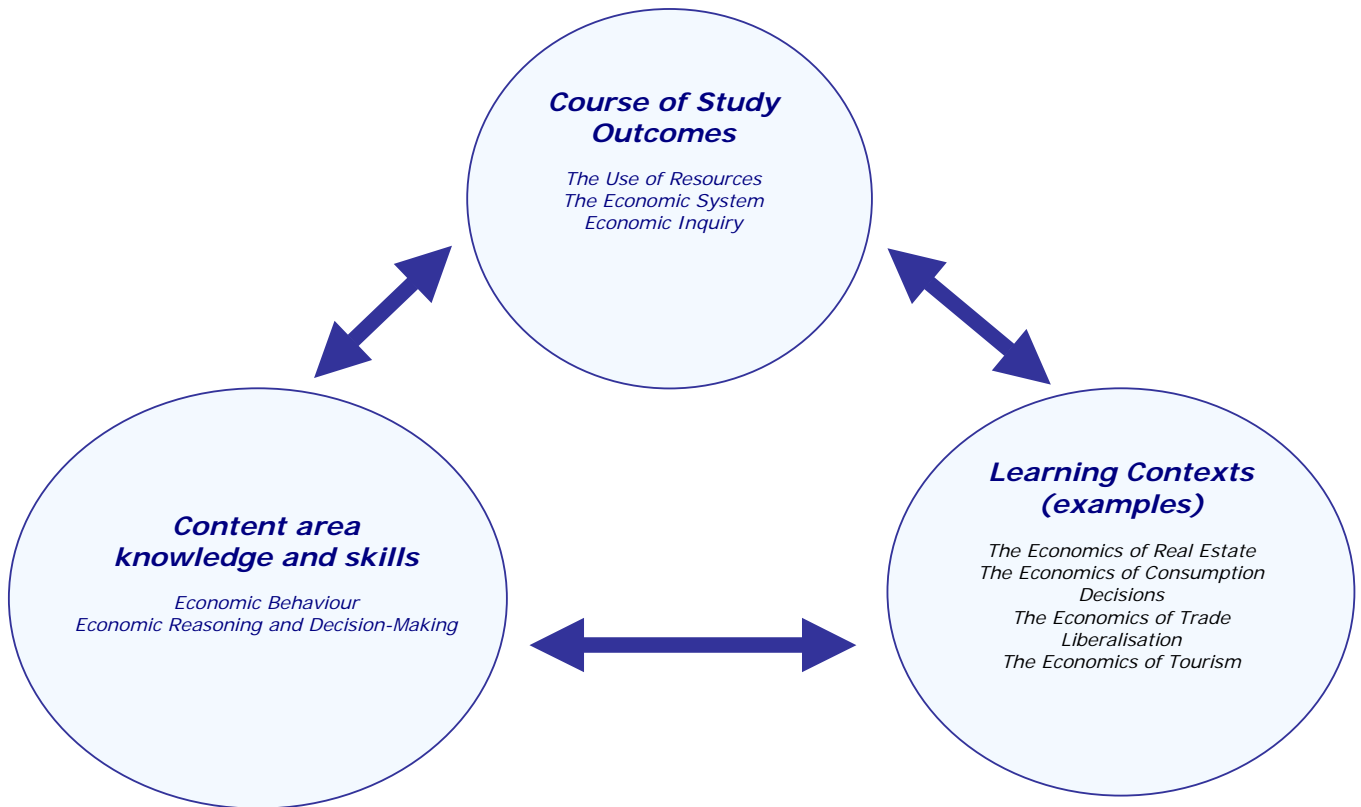 Course of Study
Outcomes
The Use of Resources
The Economic System
Economic Inquiry
Content area
knowledge and skills
Economic Behaviour
Economic Reasoning and Decision-Making
Learning Contexts
(examples)
The Economics of Real Estate
The Economics of Consumption
Decisions
The Economics of Trade
Liberalisation
The Economics of Tourism